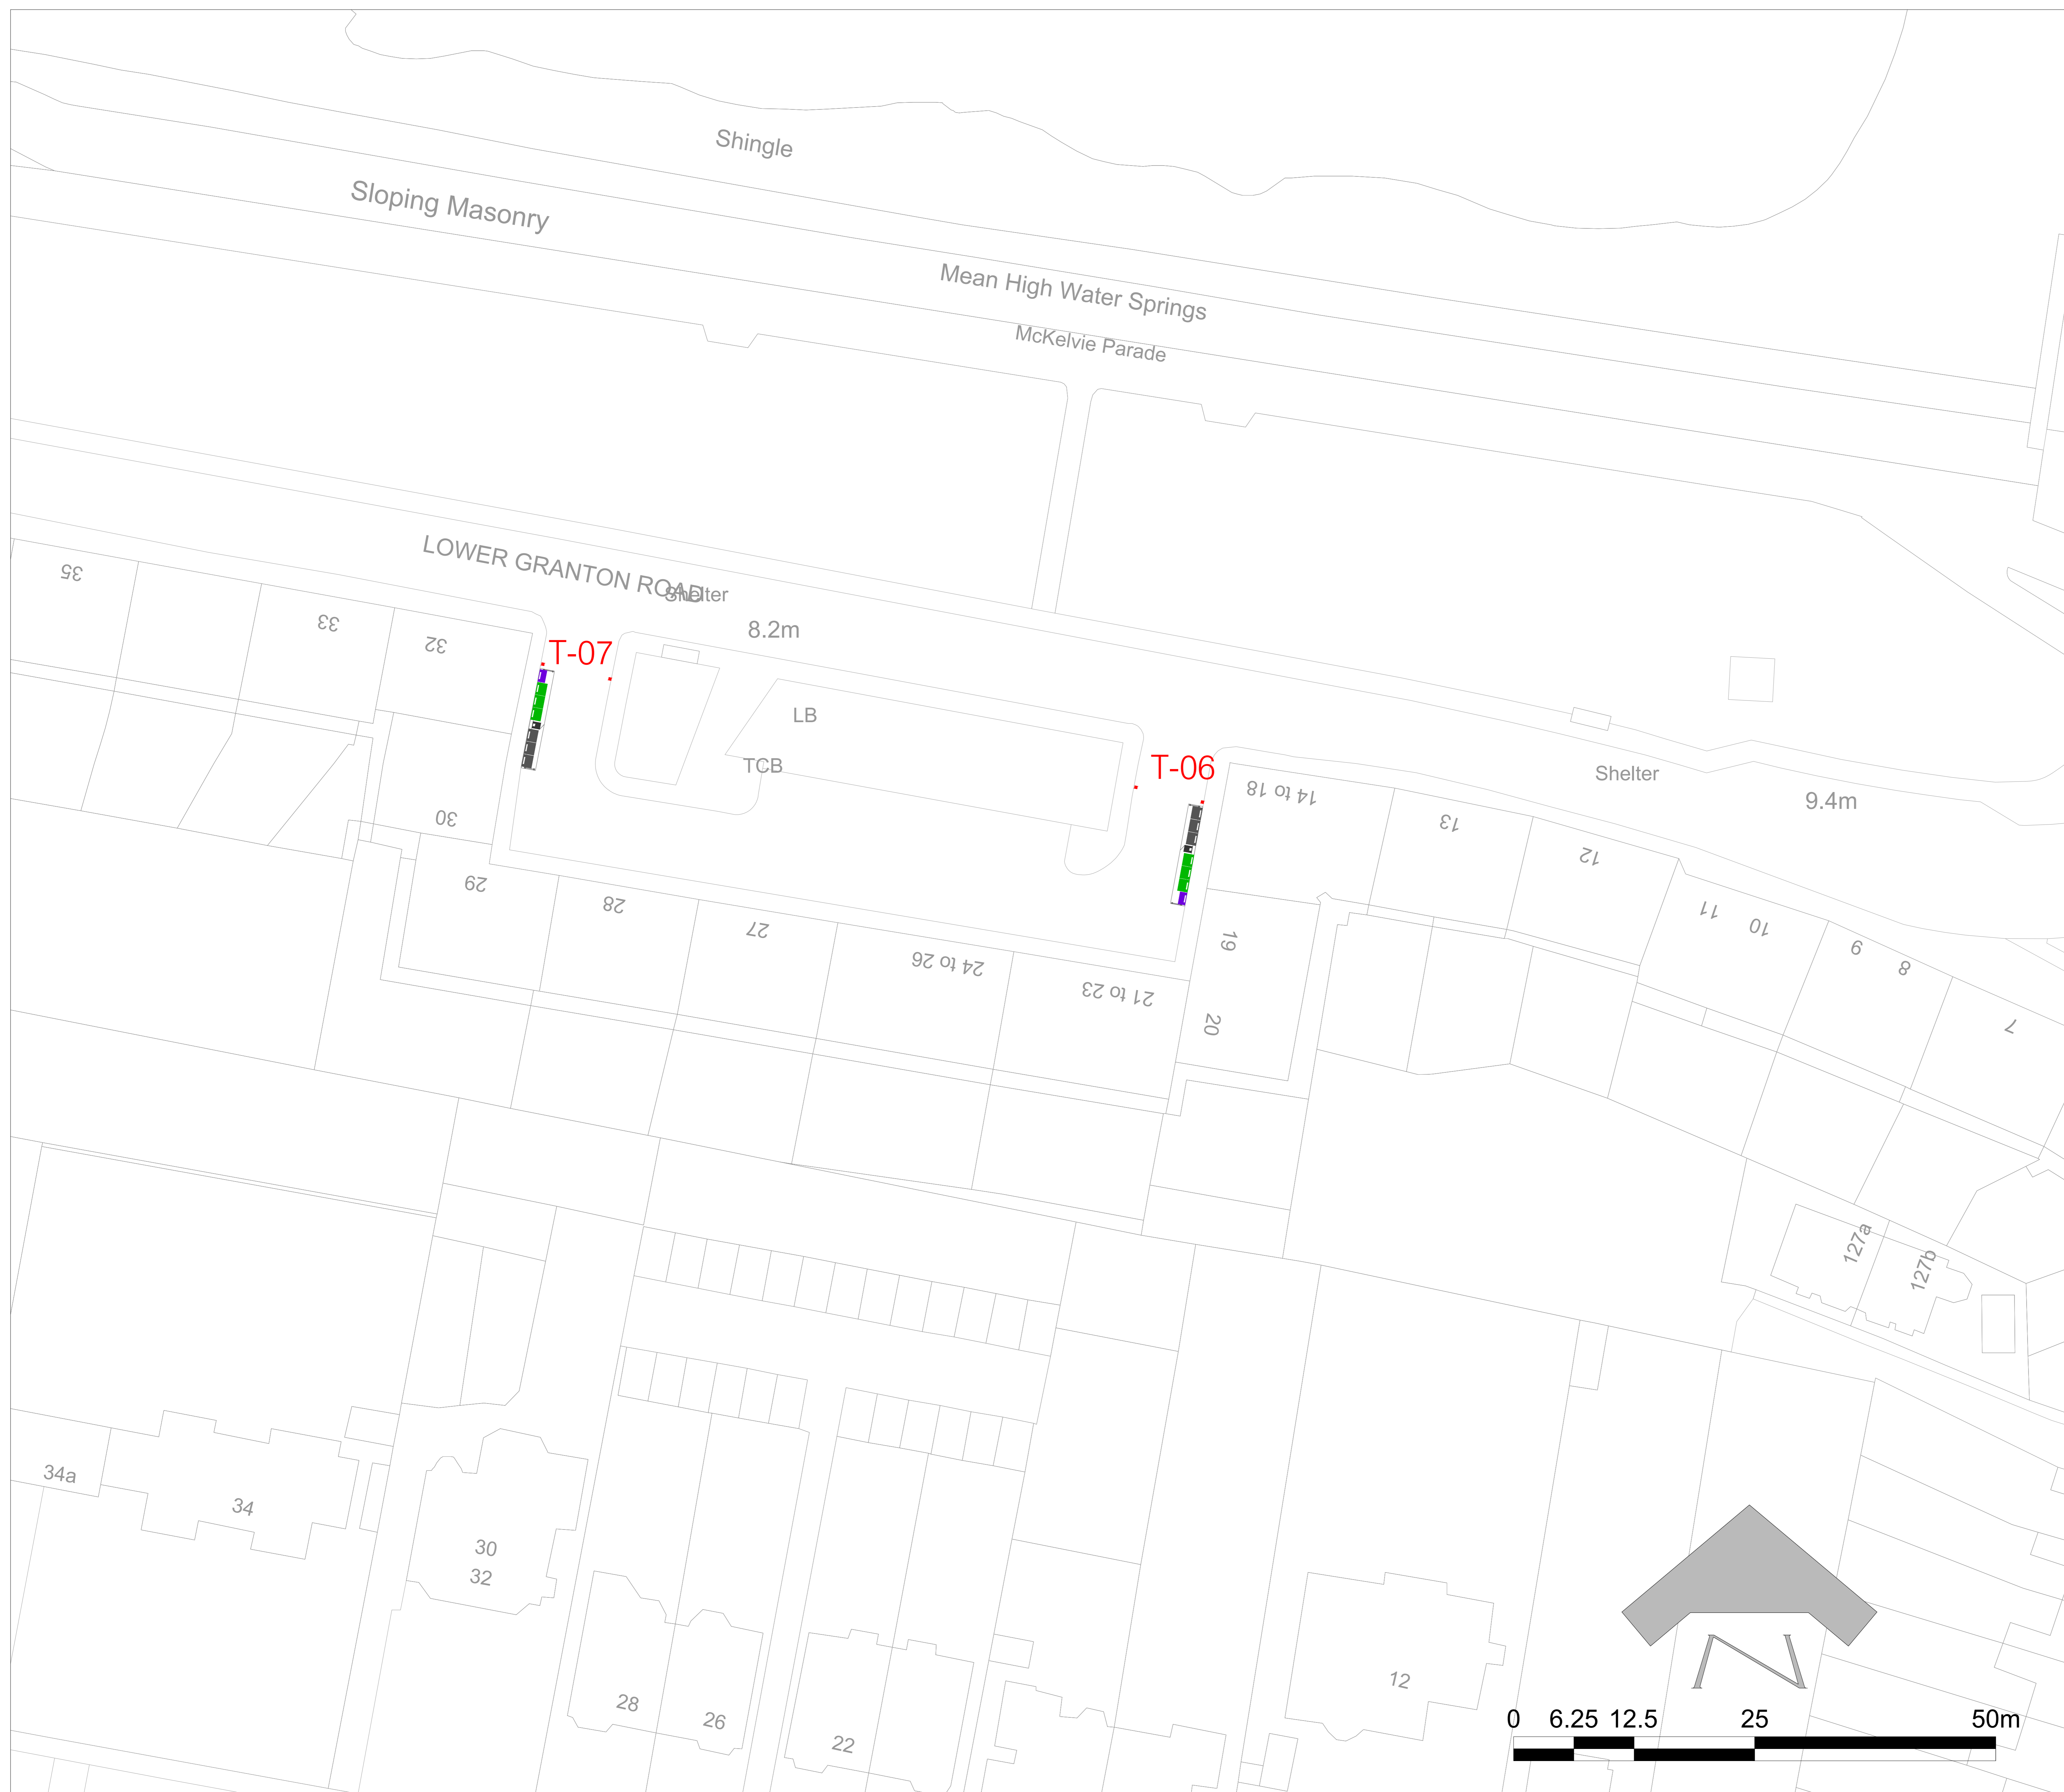 Shingle
Sloping Masonry
Mean High Water Springs
McKelvie Parade
LOWER GRANTON ROAD
Shelter
35
33
32
T-07
8.2m
LB
TCB
T-06
Shelter
9.4m
14 to 18
13
12
11
10
9
8
7
30
29
28
27
24 to 26
21 to 23
19
20
127a
127b
34a
34
30
32
28
26
22
12
N
0 6.25 12.5 25 50m